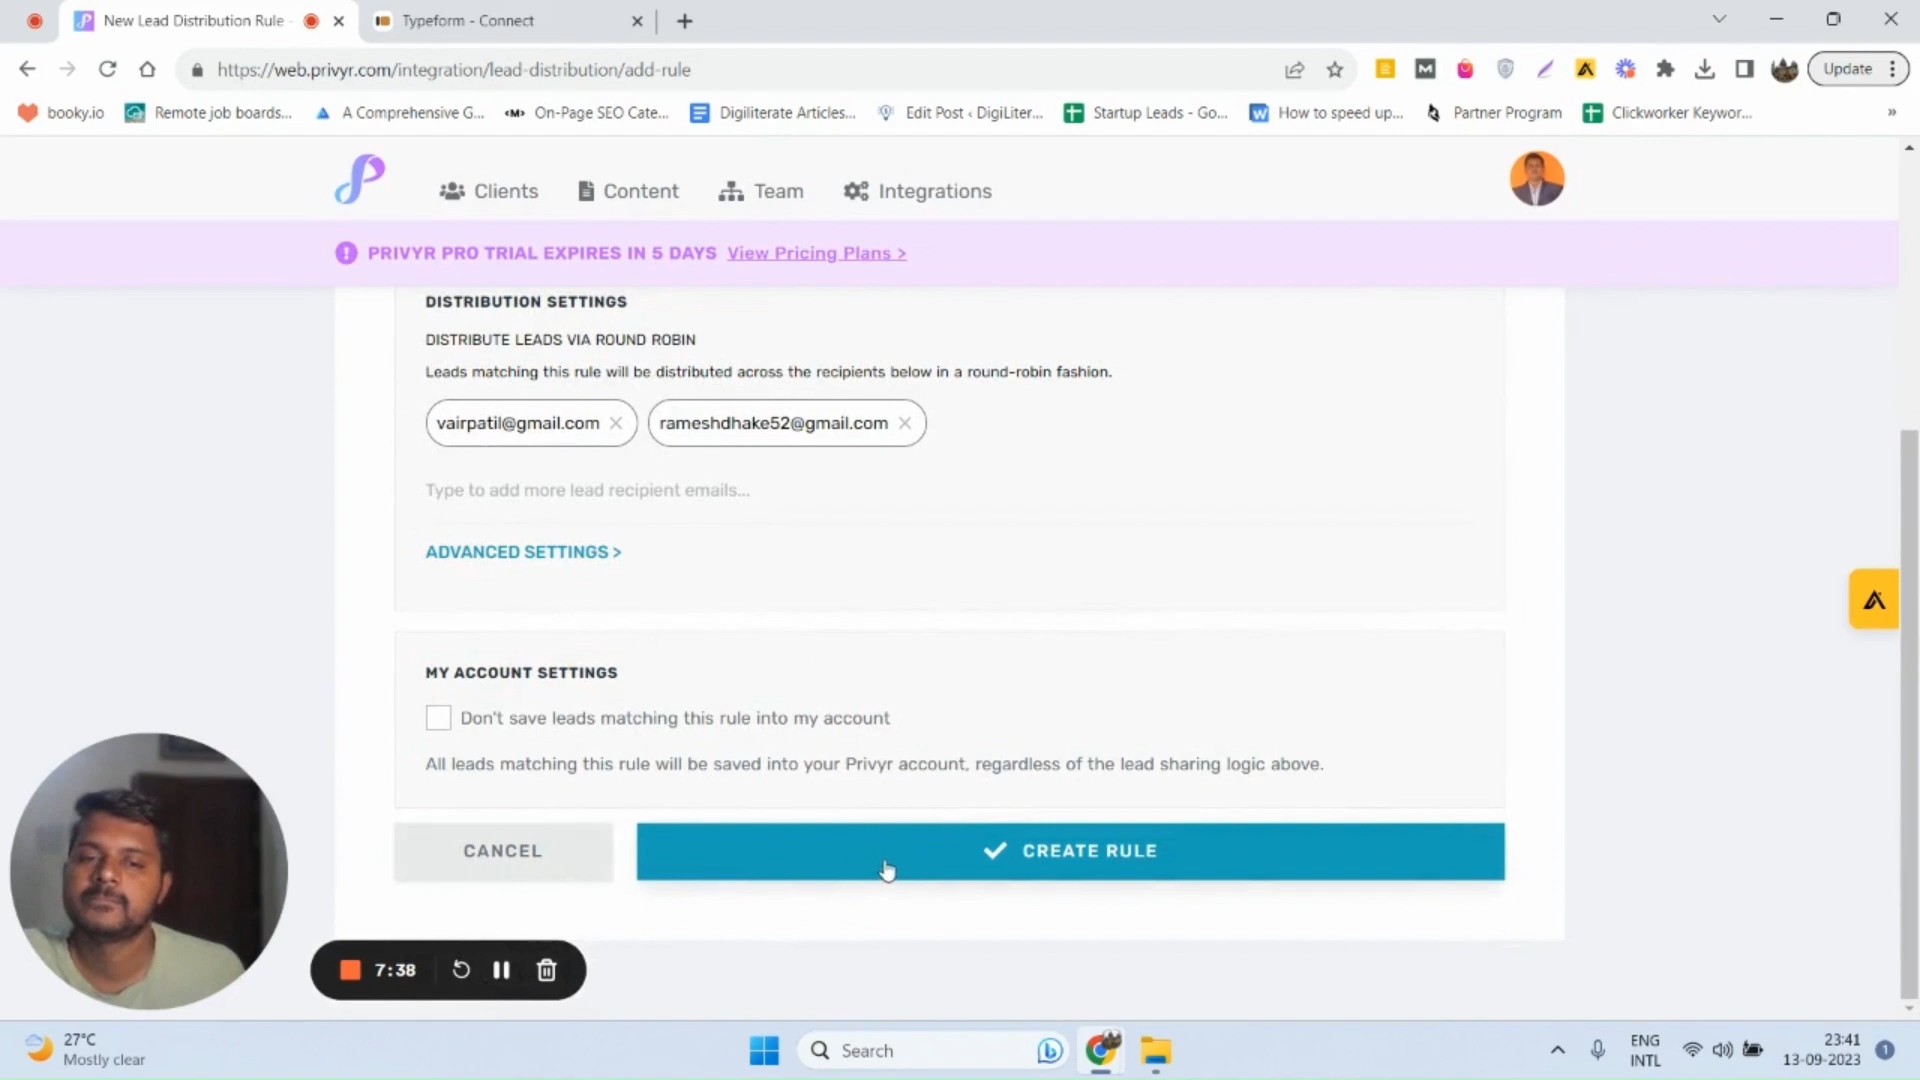 New Lead Distribution Rule -
Typeform - Connect
https://web.privyr.com/integration/lead-distribution/add-rule
Update
booky.io
Remote job boards...
A Comprehensive G...
On-Page SEO Cate...
Digiliterate Articles...
Edit Post ‹ DigiLiter...
Startup Leads - Go...
How to speed up...
Partner Program
Clickworker Keywor...
»
Clients
Content
Team
Integrations
PRIVYR PRO TRIAL EXPIRES IN 5 DAYS View Pricing Plans >
DISTRIBUTION SETTINGS
DISTRIBUTE LEADS VIA ROUND ROBIN
Leads matching this rule will be distributed across the recipients below in a round-robin fashion.
vairpatil@gmail.com
rameshdhake52@gmail.com
Type to add more lead recipient emails...
ADVANCED SETTINGS >
MY ACCOUNT SETTINGS
Don't save leads matching this rule into my account
All leads matching this rule will be saved into your Privyr account, regardless of the lead sharing logic above.
CANCEL
CREATE RULE
7:38
27°C
Mostly clear
Search
ENG
INTL
23:41
13-09-2023
1